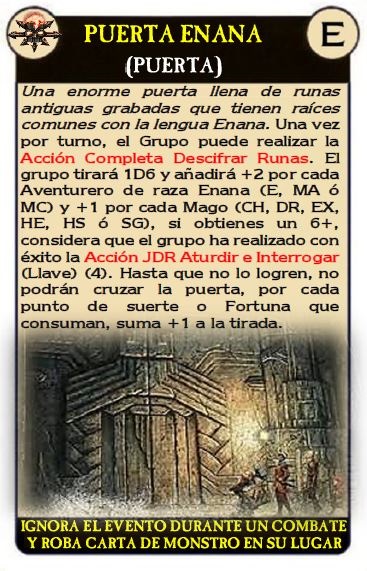 PUERTA ENANA
E
(PUERTA)
Una enorme puerta llena de runas
antiguas grabadas que tienen raíces
comunes con la lengua Enana. Una vez
por turno, el Grupo puede realizar la
Acción Completa Descifrar Runas. El
grupo tirará 1D6 y añadirá +2 por cada
Aventurero de raza Enana (E, MA ó
MC) y +1 por cada Mago (CH, DR, EX,
HE, HS ó SG), si obtienes un 6+,
considera que el grupo ha realizado con
éxito la Acción JDR Aturdir e Interrogar
(Llave) (4). Hasta que no lo logren, no
podrán cruzar la puerta, por cada
punto de suerte o Fortuna que
consuman, suma +1 a la tirada.
IGNORA EL EVENTO DURANTE UN COMBATE
Y ROBA CARTA DE MONSTRO EN SU LUGAR